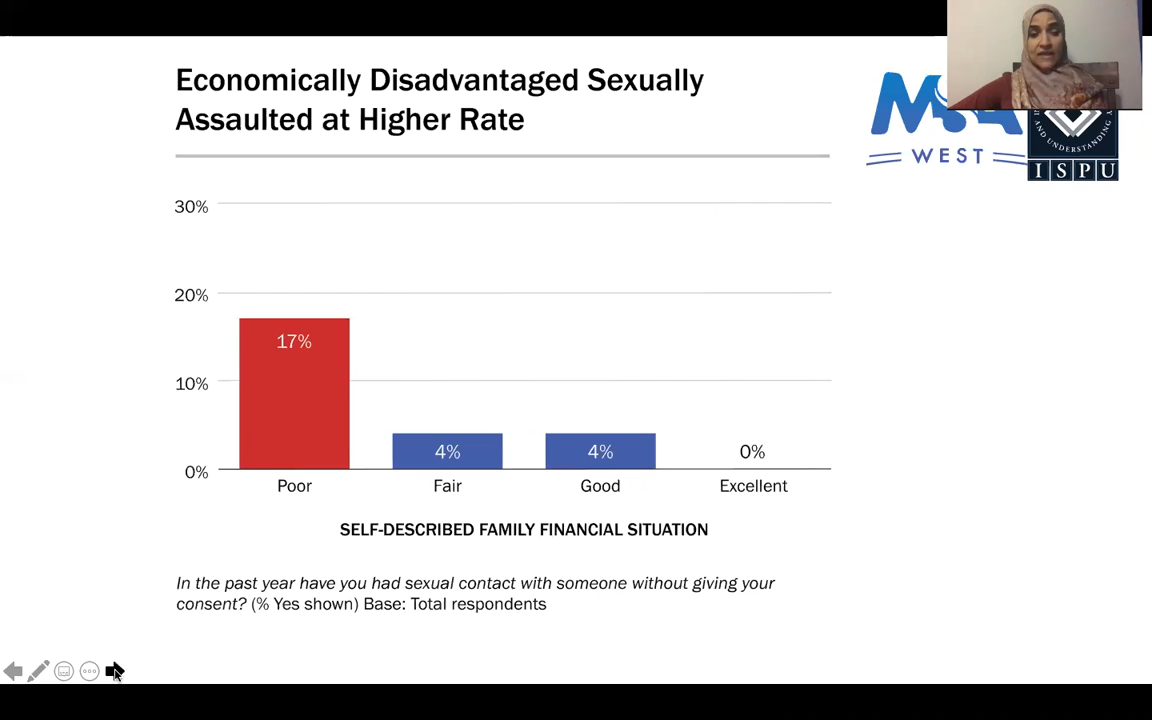 Economically Disadvantaged Sexually
Assaulted at Higher Rate
WEST
AND UNDERSTANDING
ISPU
30%
20%
10%
0%
17%
4%
4%
0%
Poor
Fair
Good
Excellent
SELF-DESCRIBED FAMILY FINANCIAL SITUATION
In the past year have you had sexual contact with someone without giving your
consent? (% Yes shown) Base: Total respondents